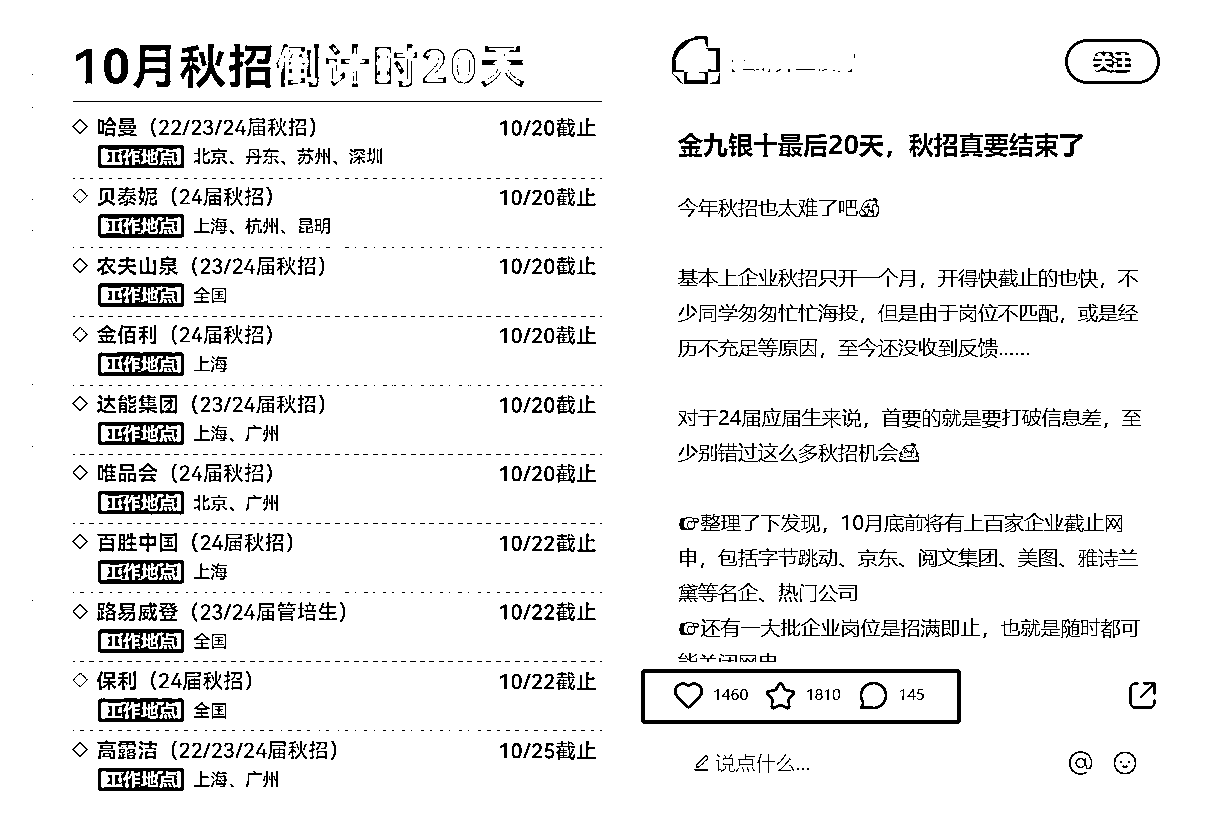 10月秋招倒计时20天
◇ 哈曼（22/23/24届秋招） 10/20截止
工作地点 北京、丹东、苏州、深圳
◇ 贝泰妮（24届秋招） 10/20截止
工作地点 上海、杭州、昆明
◇ 农夫山泉（23/24届秋招） 10/20截止
工作地点 全国
◇ 金佰利（24届秋招） 10/20截止
工作地点 上海
◇ 达能集团（23/24届秋招） 10/20截止
工作地点 上海、广州
◇ 唯品会（24届秋招） 10/20截止
工作地点 北京、广州
◇ 百胜中国（24届秋招） 10/22截止
工作地点 上海
◇ 路易威登（23/24届管培生） 10/22截止
工作地点 全国
◇ 保利（24届秋招） 10/22截止
工作地点 全国
◇ 高露洁（22/23/24届秋招） 10/25截止
工作地点 上海、广州
关注
金九银十最后20天，秋招真要结束了
今年秋招也太难了吧
基本上企业秋招只开一个月，开得快截止的也快，不
少同学匆匆忙忙海投，但是由于岗位不匹配，或是经
历不充足等原因，至今还没收到反馈......
对于24届应届生来说，首要的就是要打破信息差，至
少别错过这么多秋招机会
👉整理了下发现，10月底前将有上百家企业截止网
申，包括字节跳动、京东、阅文集团、美图、雅诗兰
黛等名企、热门公司
👉还有一大批企业岗位是招满即止，也就是随时都可
能关闭网申
1460 1810 145
说点什么...